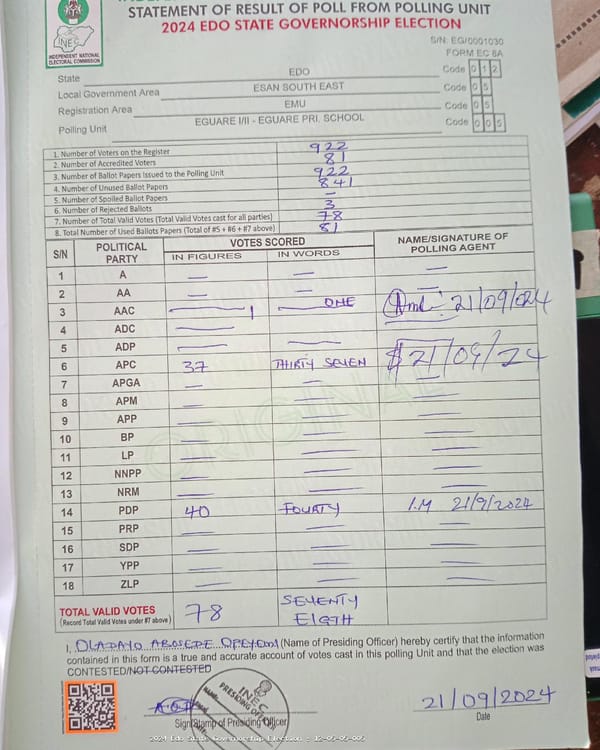 STATEMENT OF RESULT OF POLL FROM POLLING UNIT
2024 EDO STATE GOVERNORSHIP ELECTION
INEC
INDEPENDENT NATIONAL ELECTORAL COMMISSION
S/N: EG/0001030
FORM EC 8A
State EDO Code 0 1 2
Local Government Area ESAN SOUTH EAST Code 0 5
Registration Area EMU Code 0 5
Polling Unit EGUARE I/II - EGUARE PRI. SCHOOL Code 0 0 5
1. Number of Voters on the Register 922
2. Number of Accredited Voters 81
3. Number of Ballot Papers Issued to the Polling Unit 922
4. Number of Unused Ballot Papers 841
5. Number of Spoiled Ballot Papers —
6. Number of Rejected Ballots 3
7. Number of Total Valid Votes (Total Valid Votes cast for all parties) 78
8. Total Number of Used Ballots Papers (Total of #5 + #6 + #7 above) 81
S/N POLITICAL PARTY VOTES SCORED NAME/SIGNATURE OF POLLING AGENT
IN FIGURES IN WORDS
1 A — — —
2 AA — — —
3 AAC — 1 — ONE 21/09/024
4 ADC —
5 ADP — —
6 APC 37 THIRTY SEVEN 21/09/24
7 APGA — — —
8 APM — — —
9 APP — — —
10 BP — — —
11 LP — — —
12 NNPP — — —
13 NRM — — —
14 PDP 40 FOURTY I.M 21/9/2024
15 PRP — — —
16 SDP — — —
17 YPP — — —
18 ZLP — — —
ORIGINAL
TOTAL VALID VOTES 78 SEVENTY EIGTH
(Record Total Valid Votes under #7 above)
I, OLADAYO ABOSEDE OPEYEMI (Name of Presiding Officer) hereby certify that the information
contained in this form is a true and accurate account of votes cast in this polling Unit and that the election was
CONTESTED/NOT CONTESTED
INEC
PRESIDING OFF
NAME
Sign/Stamp of Presiding Officer
21/09/2024
Date
2024 Edo State Governorship Election : 12-05-05-005